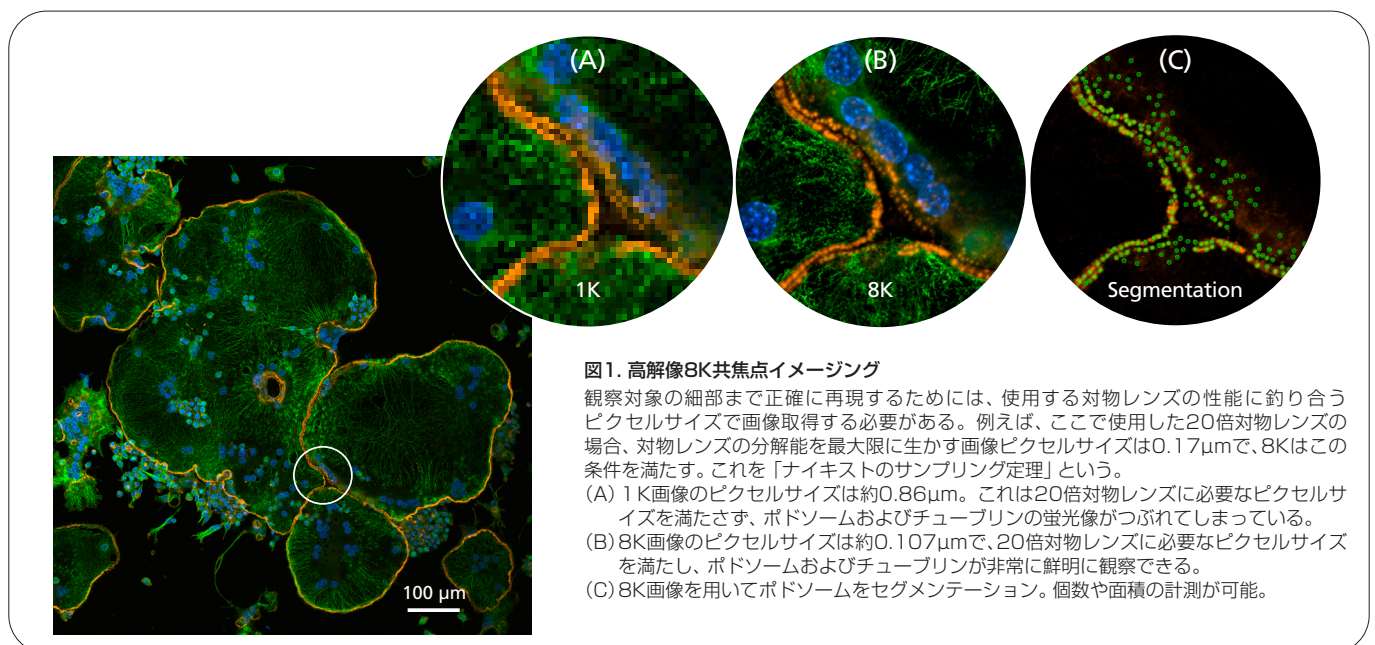 (A)
(B)
(C)
1K
8K
Segmentation
100 µm
図1. 高解像8K共焦点イメージング
観察対象の細部まで正確に再現するためには、使用する対物レンズの性能に釣り合う
ピクセルサイズで画像取得する必要がある。例えば、ここで使用した20倍対物レンズの
場合、対物レンズの分解能を最大限に生かす画像ピクセルサイズは0.17µmで、8Kはこの
条件を満たす。これを「ナイキストのサンプリング定理」という。
(A) 1K画像のピクセルサイズは約0.86µm。これは20倍対物レンズに必要なピクセルサ
イズを満たさず、ポドソームおよびチューブリンの蛍光像がつぶれてしまっている。
(B) 8K画像のピクセルサイズは約0.107µmで、20倍対物レンズに必要なピクセルサイズ
を満たし、ポドソームおよびチューブリンが非常に鮮明に観察できる。
(C) 8K画像を用いてポドソームをセグメンテーション。個数や面積の計測が可能。